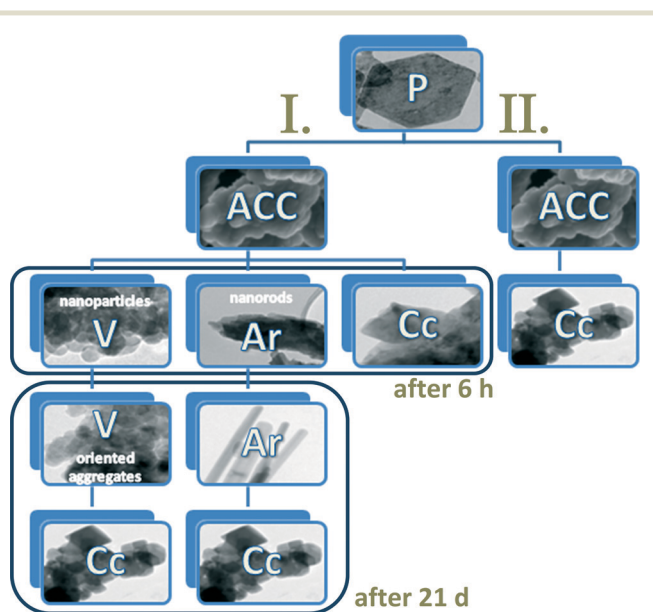 P
I.
II.
ACC
ACC
nanoparticles
V
nanorods
Ar
Cc
Cc
after 6 h
V
oriented
aggregates
Ar
Cc
Cc
after 21 d